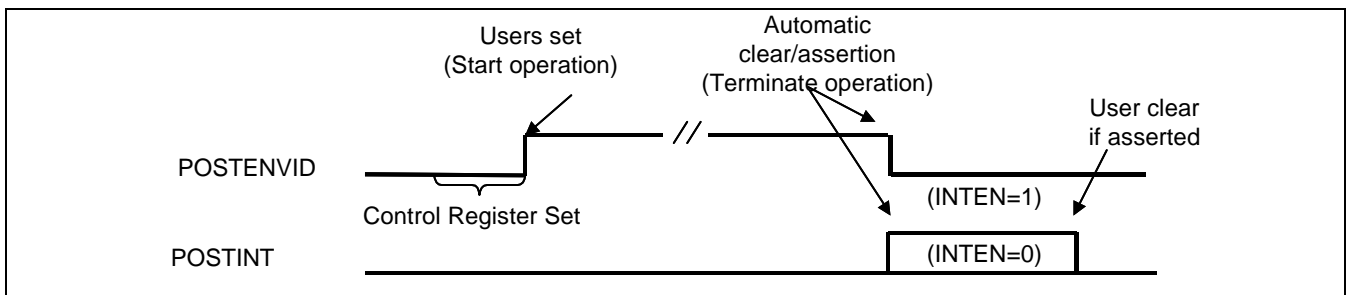 Users set
(Start operation)
Automatic
clear/assertion
(Terminate operation)
User clear
if asserted
POSTENVID
(INTEN=1)
Control Register Set
POSTINT
(INTEN=0)